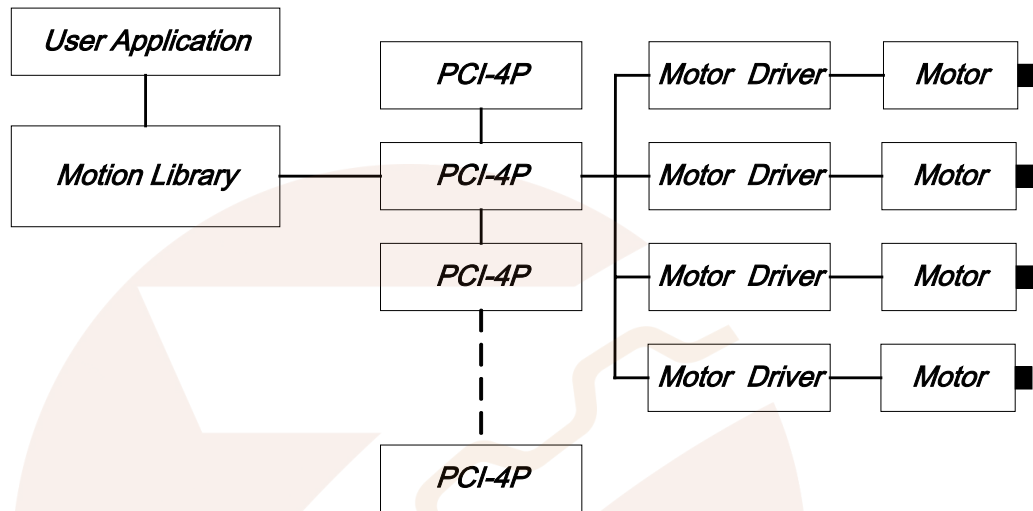 User Application
Motion Library
PCI-4P
PCI-4P
PCI-4P
PCI-4P
Motor Driver
Motor
Motor Driver
Motor
Motor Driver
Motor
Motor Driver
Motor